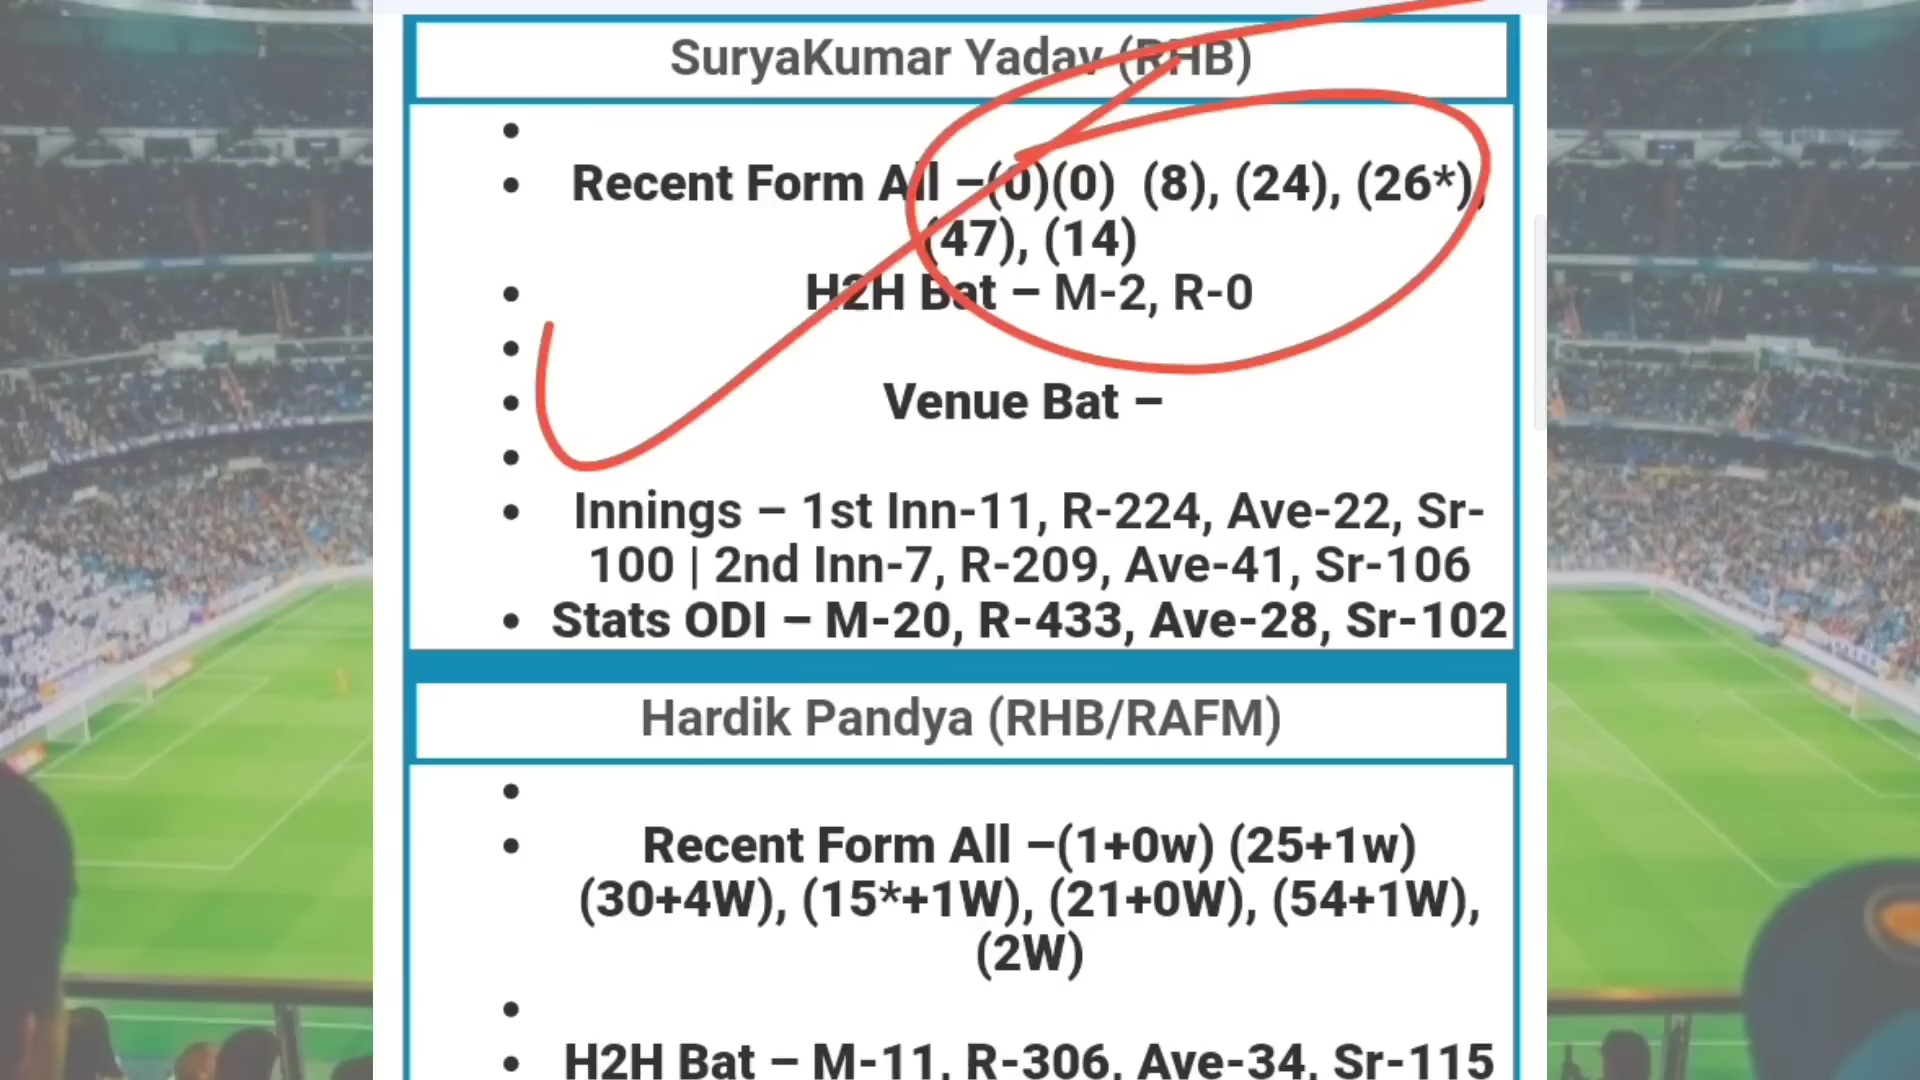 SuryaKumar Yadav (RHB)
Recent Form All –(0)(0) (8), (24), (26*),
(47), (14)
H2H Bat – M-2, R-0
Venue Bat –
Innings – 1st Inn-11, R-224, Ave-22, Sr-
100 | 2nd Inn-7, R-209, Ave-41, Sr-106
Stats ODI – M-20, R-433, Ave-28, Sr-102
Hardik Pandya (RHB/RAFM)
Recent Form All –(1+0w) (25+1w)
(30+4W), (15*+1W), (21+0W), (54+1W),
(2W)
H2H Bat – M-11, R-306, Ave-34, Sr-115